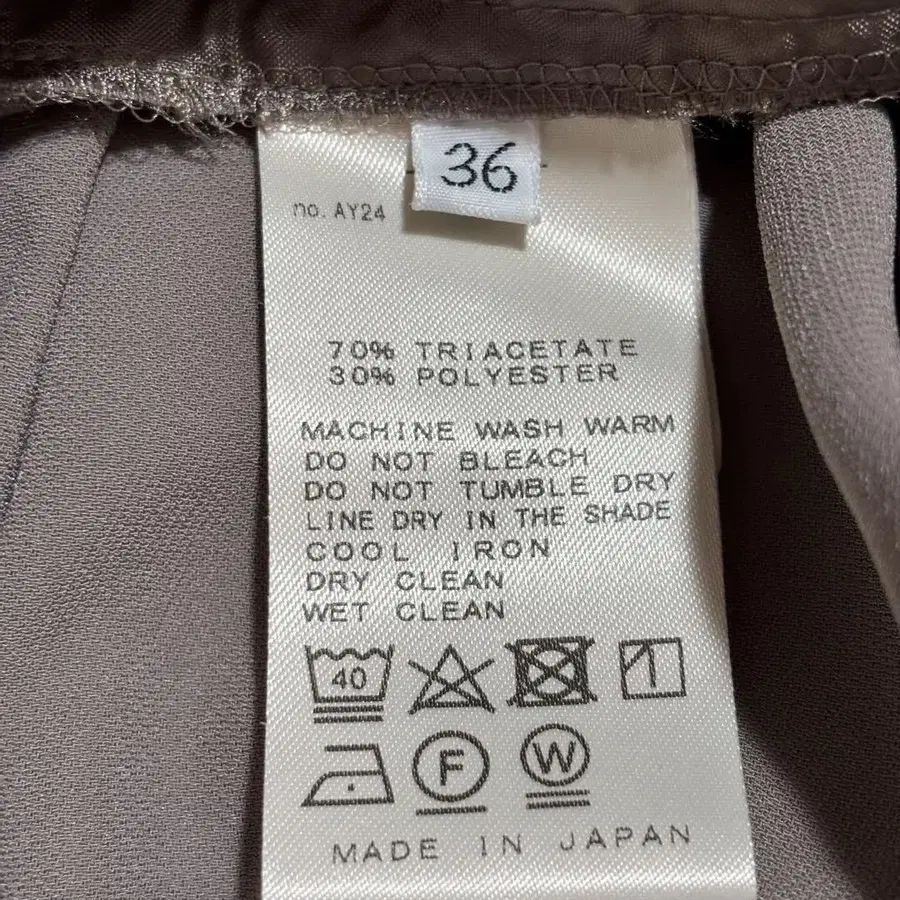 36
no. AY24
70% TRIACETATE
30% POLYESTER
MACHINE WASH WARM
DO NOT BLEACH
DO NOT TUMBLE DRY
LINE DRY IN THE SHADE
COOL IRON
DRY CLEAN
WET CLEAN
40
F W
MADE IN JAPAN